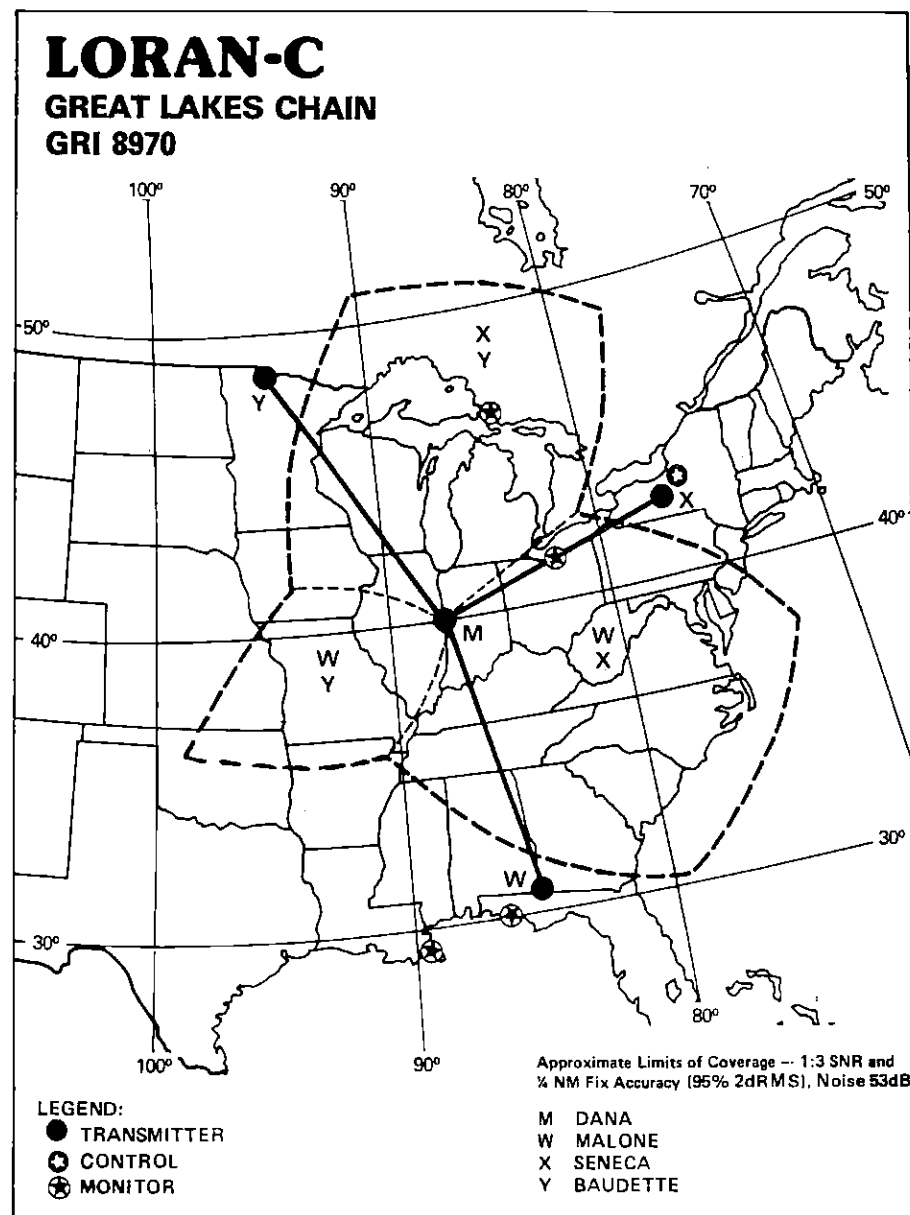 LORAN-C
GREAT LAKES CHAIN
GRI 8970
100° 90° 80° 70° 50°
50°
X
Y
Y
X
40°
M
40°
W
Y
W
X
30°
W
30°
80°
100° 90°
Approximate Limits of Coverage -- 1:3 SNR and
¼ NM Fix Accuracy (95% 2dRMS), Noise 53dB
LEGEND:
TRANSMITTER
CONTROL
MONITOR
M DANA
W MALONE
X SENECA
Y BAUDETTE